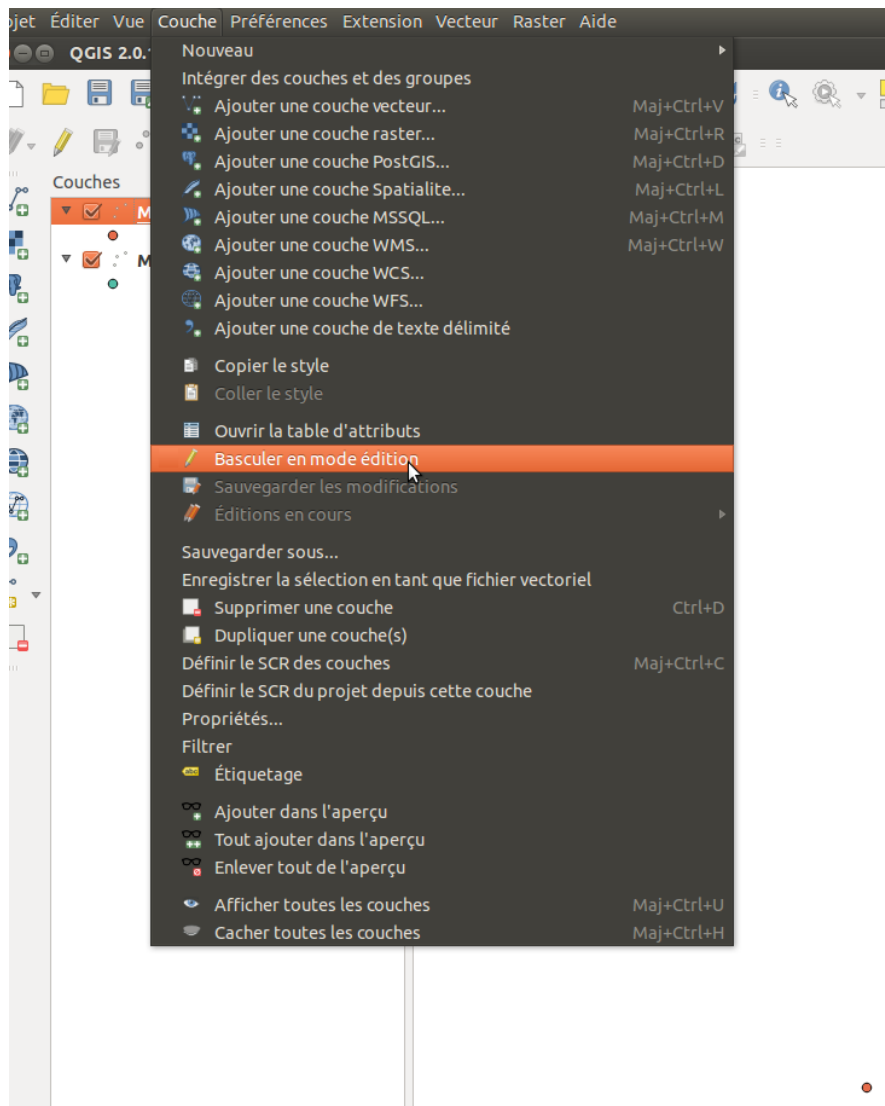 ojet Éditer Vue Couche Préférences Extension Vecteur Raster Aide
QGIS 2.0.
Nouveau
Intégrer des couches et des groupes
Ajouter une couche vecteur... Maj+Ctrl+V
Ajouter une couche raster... Maj+Ctrl+R
Ajouter une couche PostGIS... Maj+Ctrl+D
Couches
Ajouter une couche Spatialite... Maj+Ctrl+L
M
Ajouter une couche MSSQL... Maj+Ctrl+M
Ajouter une couche WMS... Maj+Ctrl+W
M
Ajouter une couche WCS...
Ajouter une couche WFS...
Ajouter une couche de texte délimité
Copier le style
Coller le style
Ouvrir la table d'attributs
Basculer en mode édition
Sauvegarder les modifications
Éditions en cours
Sauvegarder sous...
Enregistrer la sélection en tant que fichier vectoriel
Supprimer une couche Ctrl+D
Dupliquer une couche(s)
Définir le SCR des couches Maj+Ctrl+C
Définir le SCR du projet depuis cette couche
Propriétés...
Filtrer
abc Étiquetage
Ajouter dans l'aperçu
Tout ajouter dans l'aperçu
Enlever tout de l'aperçu
Afficher toutes les couches Maj+Ctrl+U
Cacher toutes les couches Maj+Ctrl+H